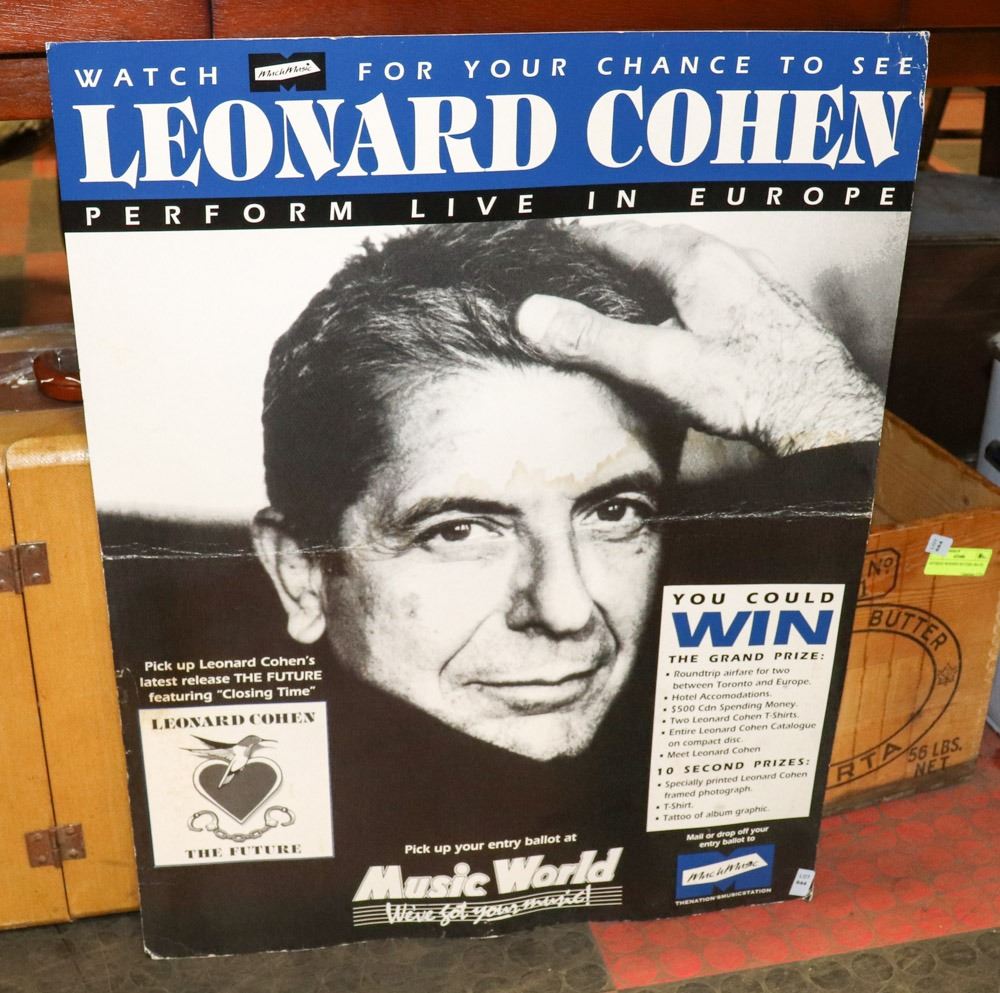 WATCH MuchMusic FOR YOUR CHANCE TO SEE
LEONARD COHEN
PERFORM LIVE IN EUROPE
Pick up Leonard Cohen's
latest release THE FUTURE
featuring "Closing Time"
LEONARD COHEN
THE FUTURE
Pick up your entry ballot at
Music World
We've got your music!
YOU COULD
WIN
THE GRAND PRIZE:
• Roundtrip airfare for two
between Toronto and Europe.
• Hotel Accomodations.
• $500 Cdn Spending Money.
• Two Leonard Cohen T-Shirts.
• Entire Leonard Cohen Catalogue
on compact disc.
• Meet Leonard Cohen
10 SECOND PRIZES:
• Specially printed Leonard Cohen
framed photograph.
• T-Shirt.
• Tattoo of album graphic.
Mail or drop off your
entry ballot to
MuchMusic
THENATION'SMUSICSTATION
LOT
Nº
BUTTER
RTA
56 LBS.
NET
LOT